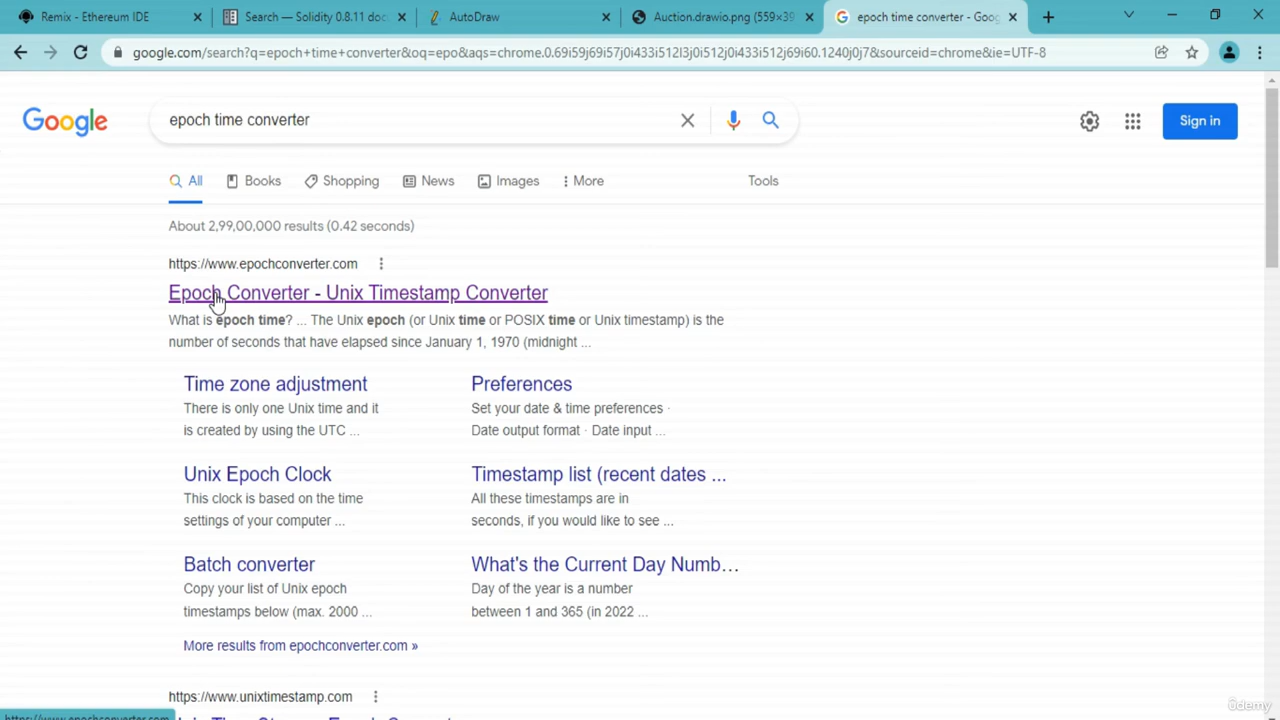 Remix - Ethereum IDE
Search — Solidity 0.8.11 doc
AutoDraw
Auction.drawio.png (559×39
epoch time converter - Goog
google.com/search?q=epoch+time+converter&oq=epo&aqs=chrome.0.69i59j69i57j0i433i512l3j0i512j0i433i512j69i60.1240j0j7&sourceid=chrome&ie=UTF-8
Google
epoch time converter
Sign in
All
Books
Shopping
News
Images
More
Tools
About 2,99,00,000 results (0.42 seconds)
https://www.epochconverter.com
Epoch Converter - Unix Timestamp Converter
What is epoch time? ... The Unix epoch (or Unix time or POSIX time or Unix timestamp) is the
number of seconds that have elapsed since January 1, 1970 (midnight ...
Time zone adjustment
There is only one Unix time and it
is created by using the UTC ...
Preferences
Set your date & time preferences ·
Date output format · Date input ...
Unix Epoch Clock
This clock is based on the time
settings of your computer ...
Timestamp list (recent dates ...
All these timestamps are in
seconds, if you would like to see ...
Batch converter
Copy your list of Unix epoch
timestamps below (max. 2000 ...
What's the Current Day Numb…
Day of the year is a number
between 1 and 365 (in 2022 ...
More results from epochconverter.com »
https://www.unixtimestamp.com
https://www.epochconverter.com
ûdemy